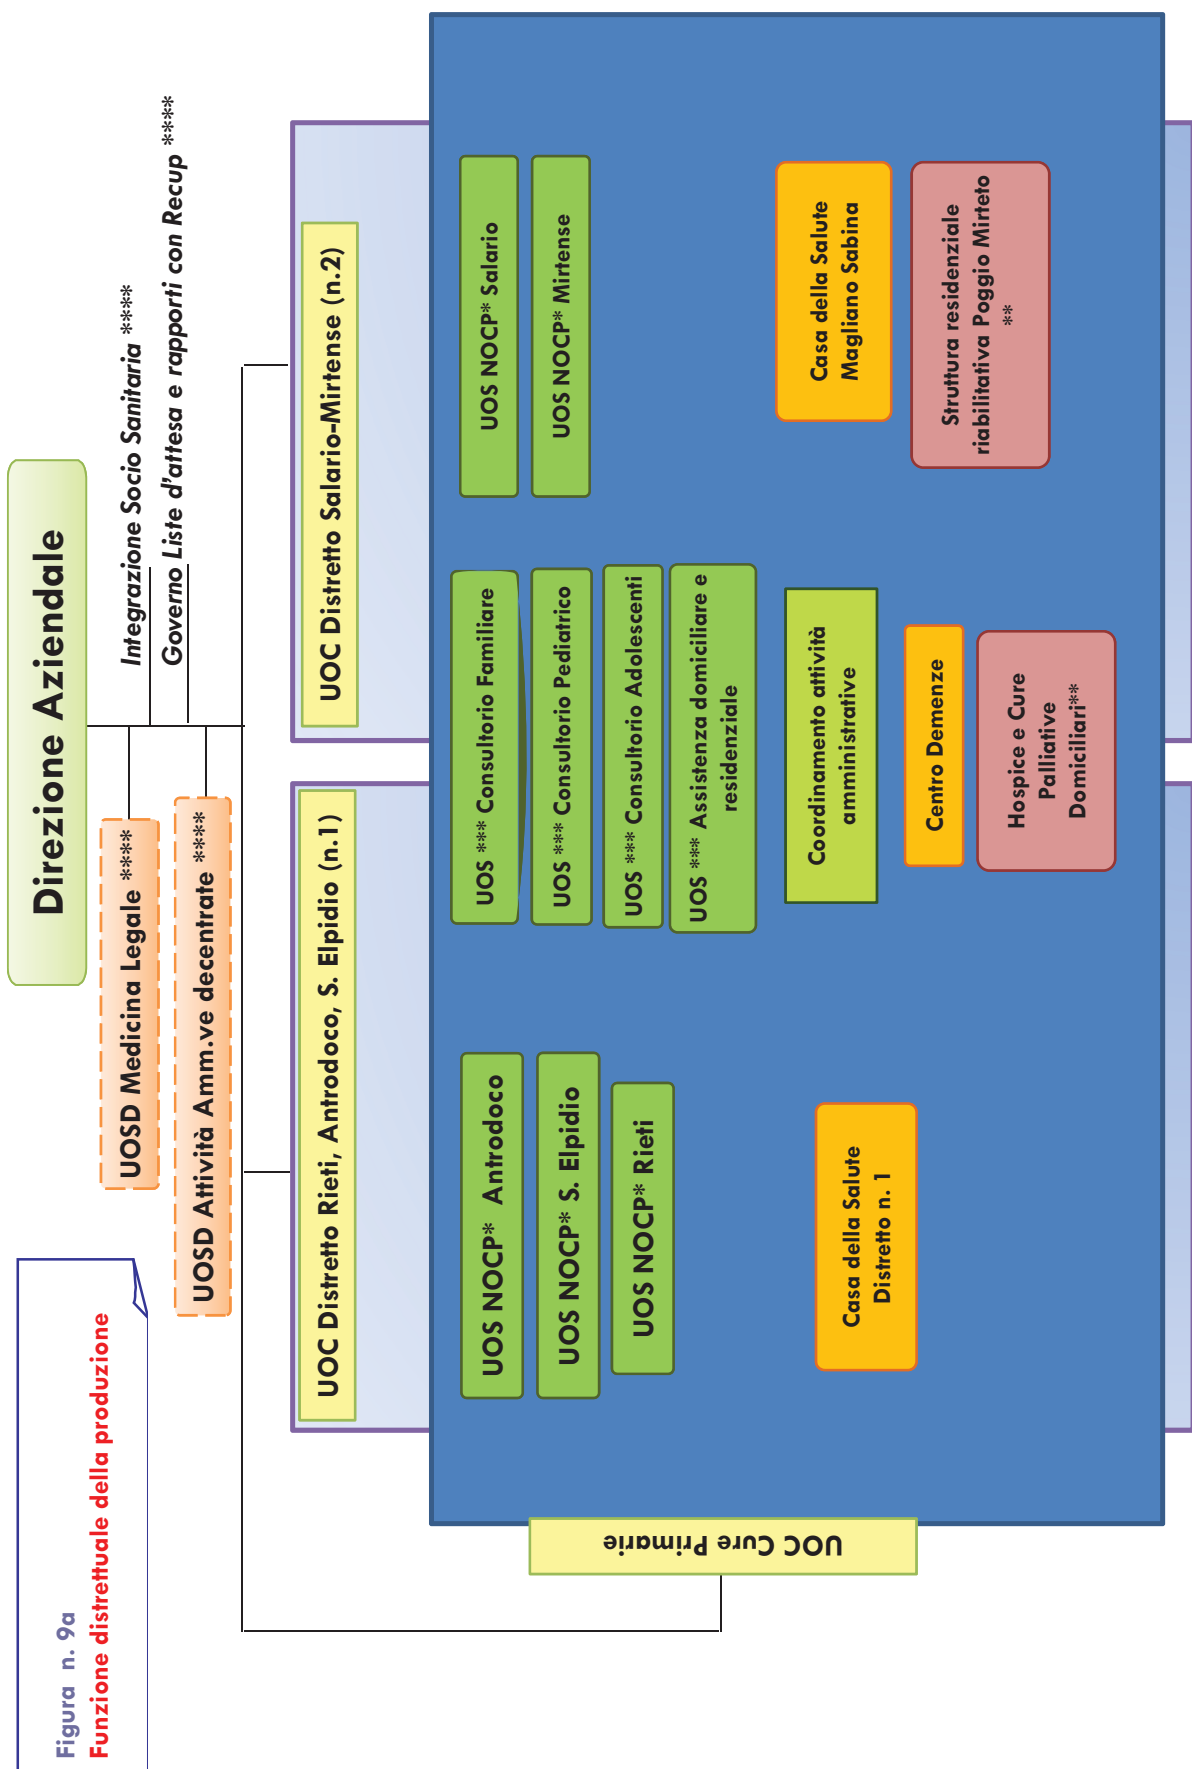 Figura n. 9a
Funzione distrettuale della produzione
Direzione Aziendale
UOSD Medicina Legale ****
Integrazione Socio Sanitaria ****
UOSD Attività Amm.ve decentrate ****
Governo Liste d'attesa e rapporti con Recup ****
UOC Distretto Rieti, Antrodoco, S. Elpidio (n.1)
UOC Distretto Salario-Mirtense (n.2)
UOC Cure Primarie
UOS NOCP* Antrodoco
UOS NOCP* S. Elpidio
UOS NOCP* Rieti
Casa della Salute
Distretto n. 1
UOS *** Consultorio Familiare
UOS *** Consultorio Pediatrico
UOS *** Consultorio Adolescenti
UOS *** Assistenza domiciliare e
residenziale
Coordinamento attività
amministrative
Centro Demenze
Hospice e Cure
Palliative
Domiciliari**
UOS NOCP* Salario
UOS NOCP* Mirtense
Casa della Salute
Magliano Sabina
Struttura residenziale
riabilitativa Poggio Mirteto
**